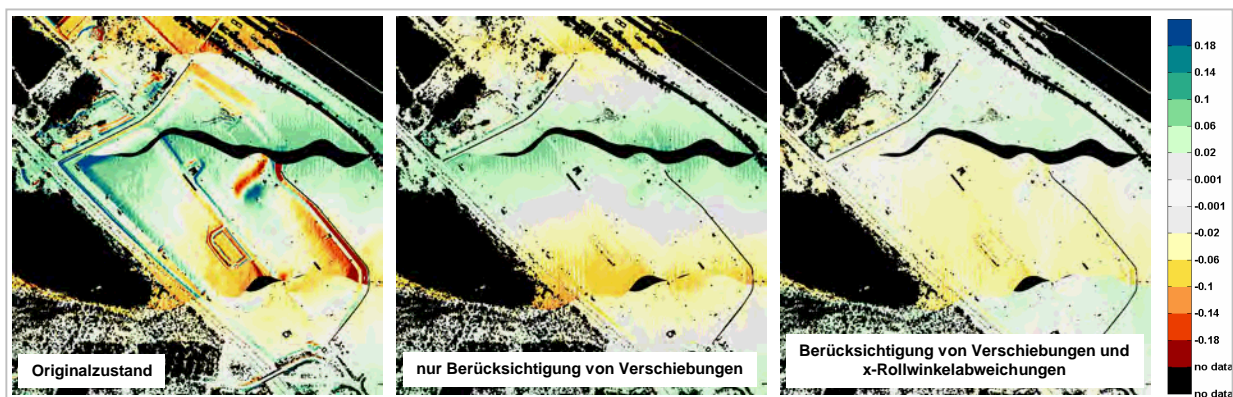 Originalzustand
nur Berücksichtigung von Verschiebungen
Berücksichtigung von Verschiebungen und
x-Rollwinkelabweichungen
0.18
0.14
0.1
0.06
0.02
-0.001
-0.001
-0.02
-0.06
-0.1
-0.14
-0.18
no data
no data